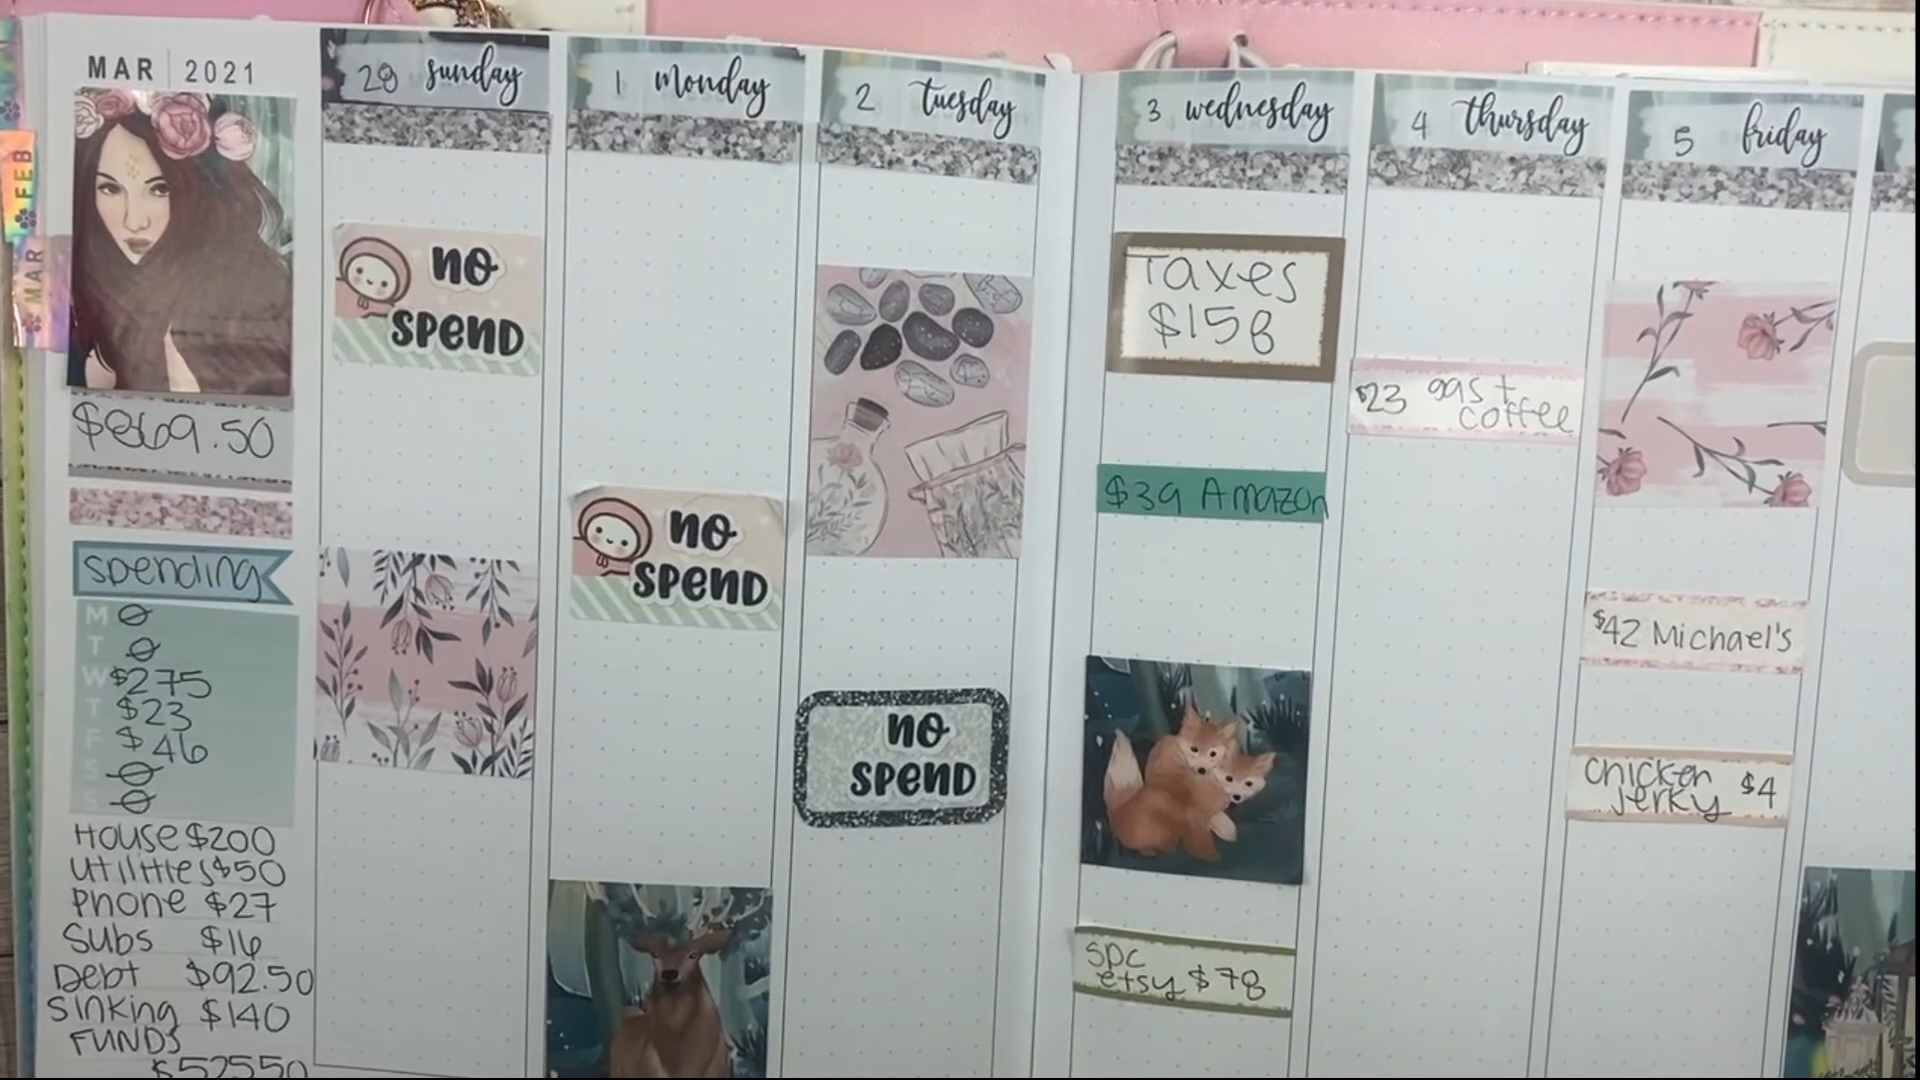 MAR 2021
FEB
MAR
$869.50
spending
M Ø
T Ø
W $275
T $23
F $46
S Ø
S Ø
House $200
utilities $50
Phone $27
Subs $16
Debt $92.50
Sinking $140
FUNDS
$525.50
28 sunday
no
spend
1 monday
no
spend
2 tuesday
no
spend
3 wednesday
Taxes
$158
$39 Amazon
spc
etsy $78
4 thursday
$23 gas +
coffee
5 friday
$42 Michael's
chicken $4
jerky